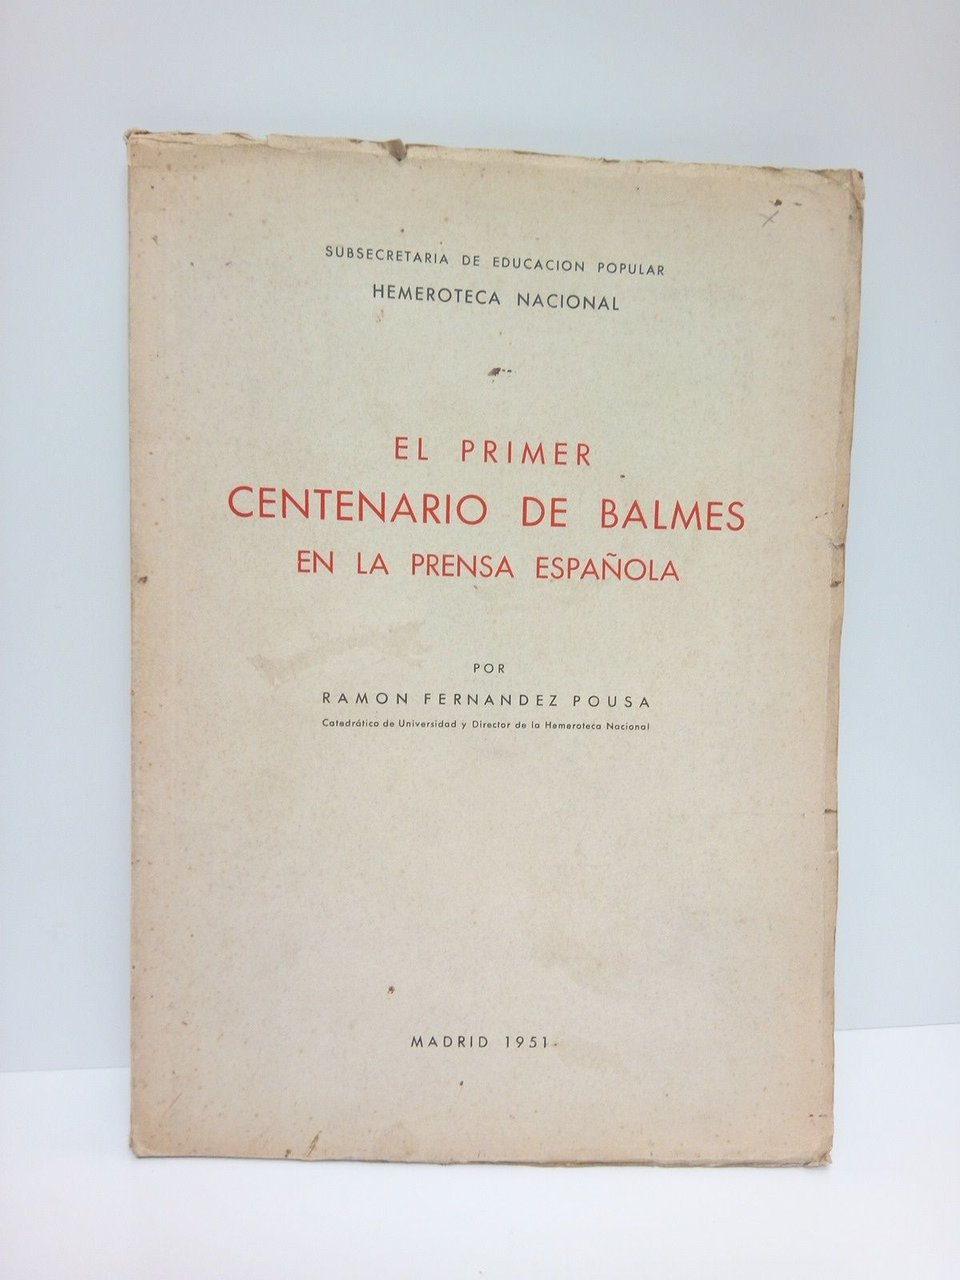 SUBSECRETARIA DE EDUCACION POPULAR
HEMEROTECA NACIONAL
EL PRIMER
CENTENARIO DE BALMES
EN LA PRENSA ESPAÑOLA
POR
RAMON FERNANDEZ POUSA
Catedrático de Universidad y Director de la Hemeroteca Nacional
MADRID 1951